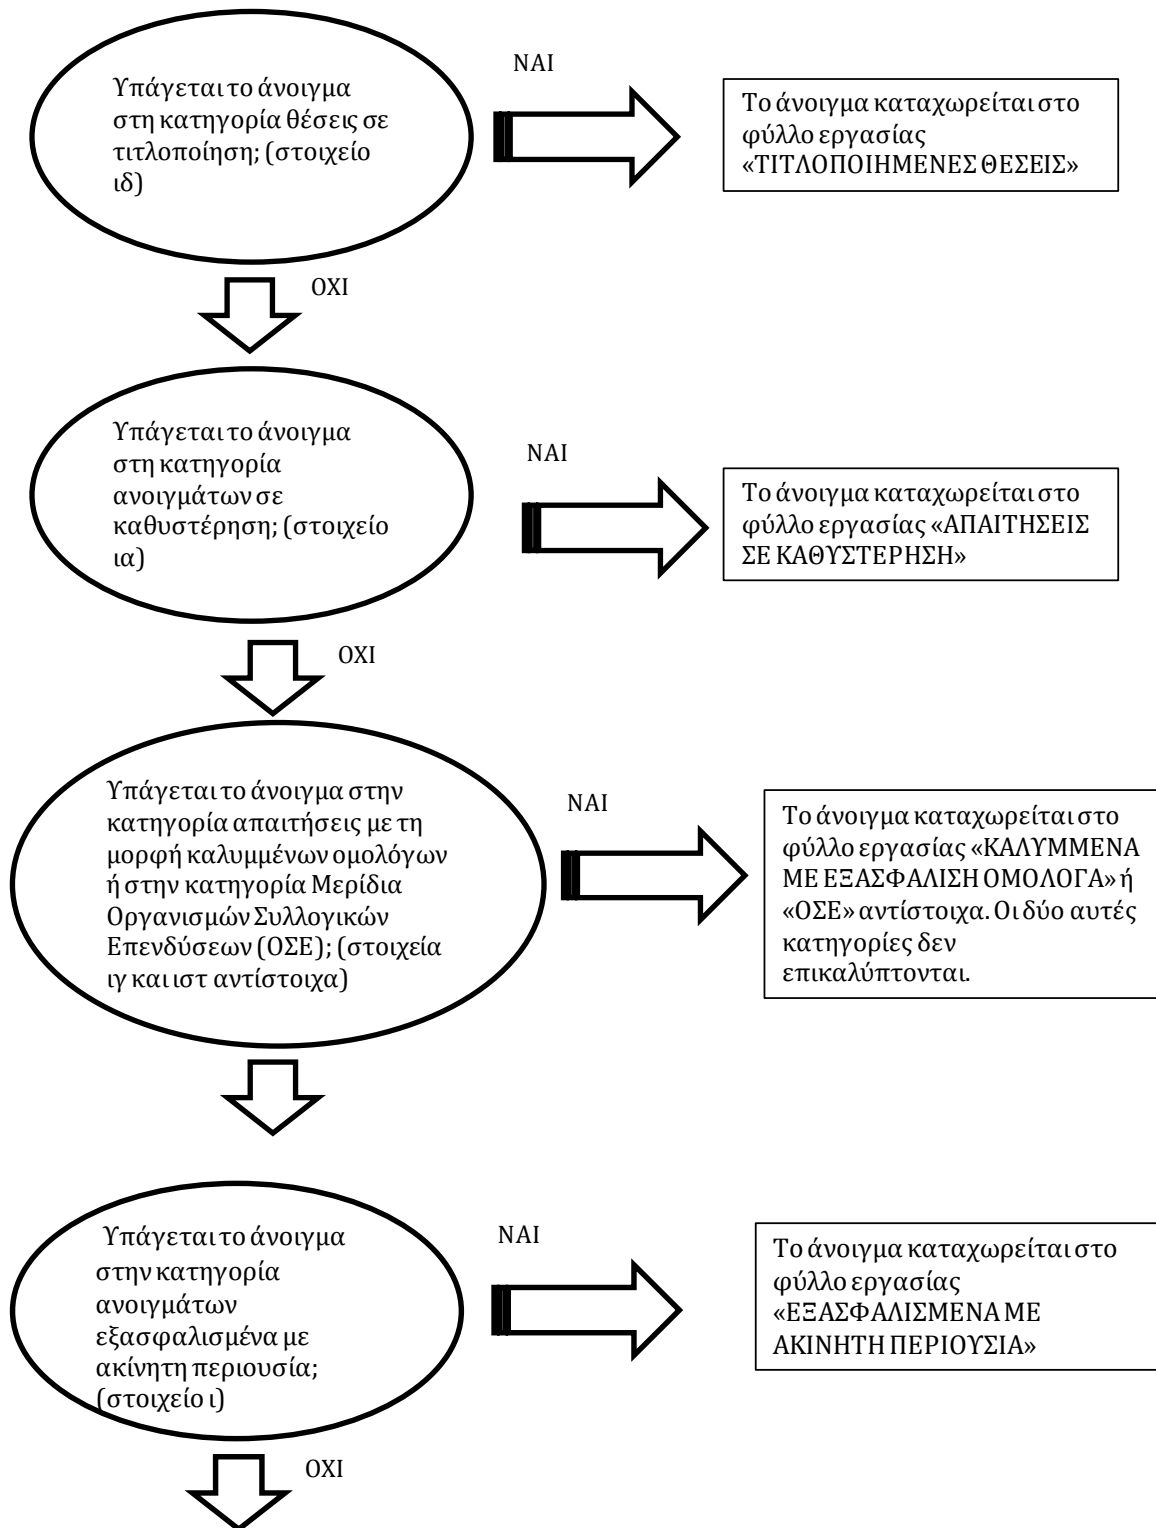 Υπάγεται το άνοιγμα
στη κατηγορία θέσεις σε
τιτλοποίηση; (στοιχείο
ιδ)
ΝΑΙ
Το άνοιγμα καταχωρείται στο
φύλλο εργασίας
«ΤΙΤΛΟΠΟΙΗΜΕΝΕΣ ΘΕΣΕΙΣ»
ΟΧΙ
Υπάγεται το άνοιγμα
στη κατηγορία
ανοιγμάτων σε
καθυστέρηση; (στοιχείο
ια)
ΝΑΙ
Το άνοιγμα καταχωρείται στο
φύλλο εργασίας «ΑΠΑΙΤΗΣΕΙΣ
ΣΕ ΚΑΘΥΣΤΕΡΗΣΗ»
ΟΧΙ
Υπάγεται το άνοιγμα στην
κατηγορία απαιτήσεις με τη
μορφή καλυμμένων ομολόγων
ή στην κατηγορία Μερίδια
Οργανισμών Συλλογικών
Επενδύσεων (ΟΣΕ); (στοιχεία
ιγ και ιστ αντίστοιχα)
ΝΑΙ
Το άνοιγμα καταχωρείται στο
φύλλο εργασίας «ΚΑΛΥΜΜΕΝΑ
ΜΕ ΕΞΑΣΦΑΛΙΣΗ ΟΜΟΛΟΓΑ» ή
«ΟΣΕ» αντίστοιχα. Οι δύο αυτές
κατηγορίες δεν
επικαλύπτονται.
Υπάγεται το άνοιγμα
στην κατηγορία
ανοιγμάτων
εξασφαλισμένα με
ακίνητη περιουσία;
(στοιχείο ι)
ΝΑΙ
Το άνοιγμα καταχωρείται στο
φύλλο εργασίας
«ΕΞΑΣΦΑΛΙΣΜΕΝΑ ΜΕ
ΑΚΙΝΗΤΗ ΠΕΡΙΟΥΣΙΑ»
ΟΧΙ